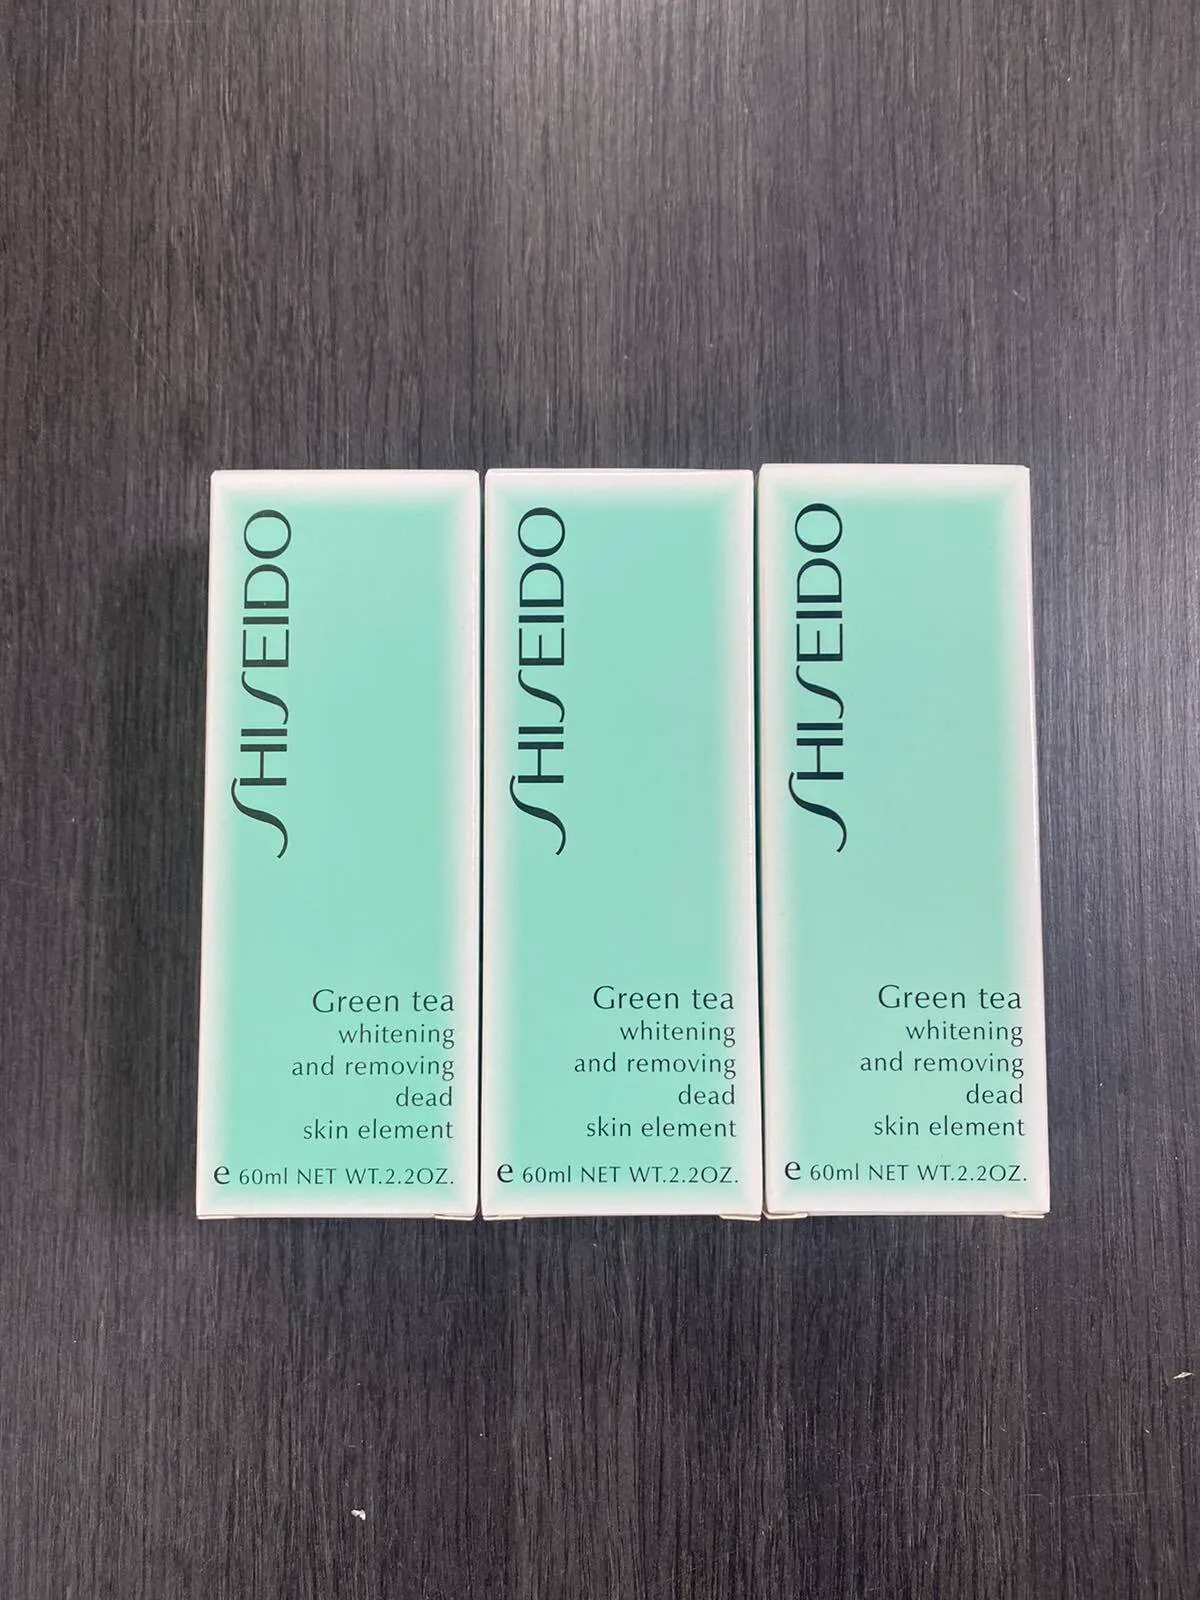 SHISEIDO
Green tea
whitening
and removing
dead
skin element
e 60ml NET WT.2.2OZ.
SHISEIDO
Green tea
whitening
and removing
dead
skin element
e 60ml NET WT.2.2OZ.
SHISEIDO
Green tea
whitening
and removing
dead
skin element
e 60ml NET WT.2.2OZ.